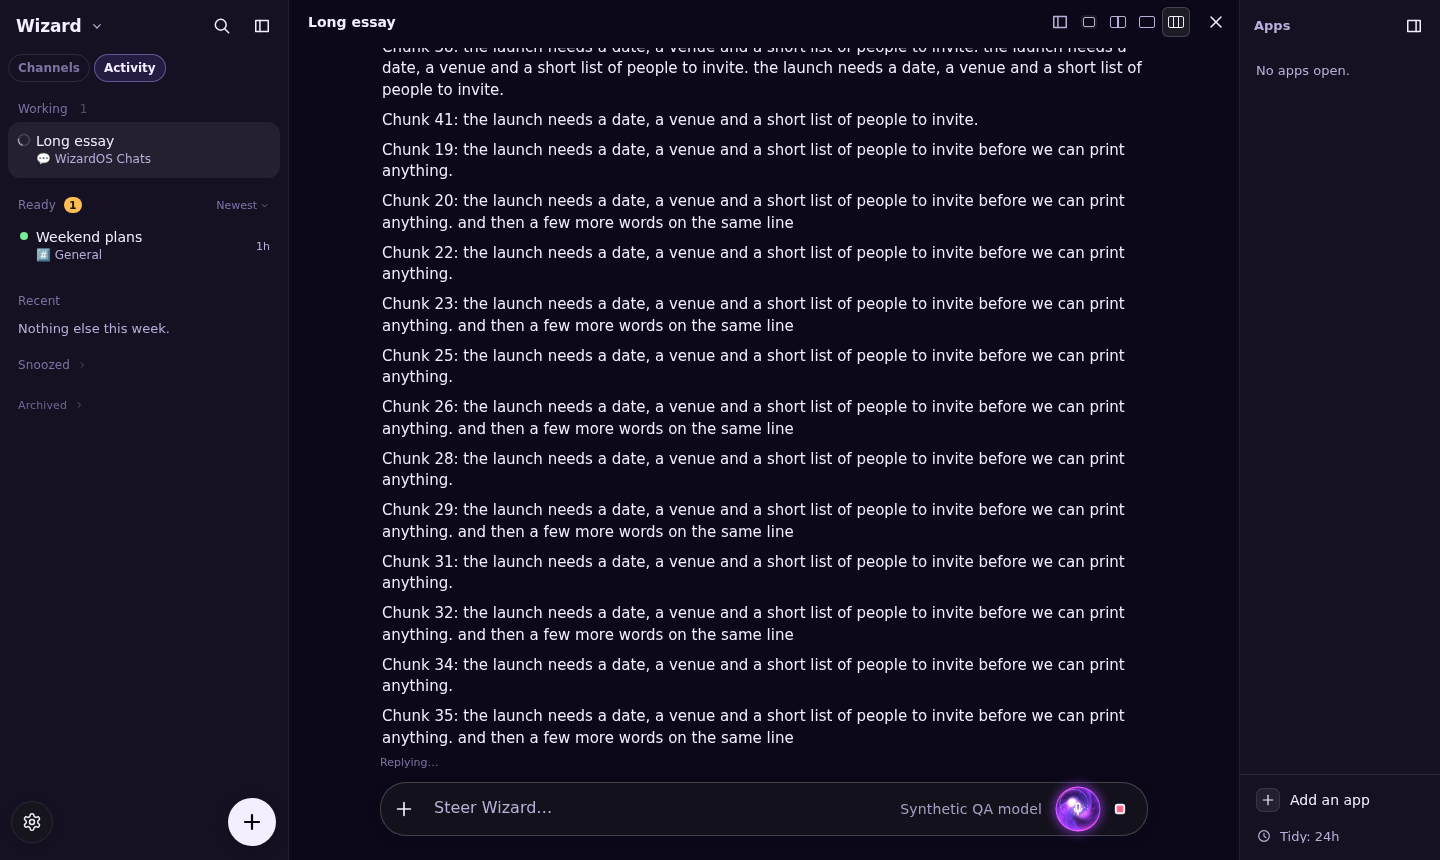 Wizard
Channels
Activity
Working 1
Long essay
💬 WizardOS Chats
Ready 1
Newest
Weekend plans
#️⃣ General
1h
Recent
Nothing else this week.
Snoozed
Archived
Long essay
Chunk 38: the launch needs a date, a venue and a short list of people to invite. the launch needs a
date, a venue and a short list of people to invite. the launch needs a date, a venue and a short list of
people to invite.
Chunk 41: the launch needs a date, a venue and a short list of people to invite.
Chunk 19: the launch needs a date, a venue and a short list of people to invite before we can print
anything.
Chunk 20: the launch needs a date, a venue and a short list of people to invite before we can print
anything. and then a few more words on the same line
Chunk 22: the launch needs a date, a venue and a short list of people to invite before we can print
anything.
Chunk 23: the launch needs a date, a venue and a short list of people to invite before we can print
anything. and then a few more words on the same line
Chunk 25: the launch needs a date, a venue and a short list of people to invite before we can print
anything.
Chunk 26: the launch needs a date, a venue and a short list of people to invite before we can print
anything. and then a few more words on the same line
Chunk 28: the launch needs a date, a venue and a short list of people to invite before we can print
anything.
Chunk 29: the launch needs a date, a venue and a short list of people to invite before we can print
anything. and then a few more words on the same line
Chunk 31: the launch needs a date, a venue and a short list of people to invite before we can print
anything.
Chunk 32: the launch needs a date, a venue and a short list of people to invite before we can print
anything. and then a few more words on the same line
Chunk 34: the launch needs a date, a venue and a short list of people to invite before we can print
anything.
Chunk 35: the launch needs a date, a venue and a short list of people to invite before we can print
anything. and then a few more words on the same line
Replying...
Steer Wizard...
Synthetic QA model
Apps
No apps open.
Add an app
Tidy: 24h